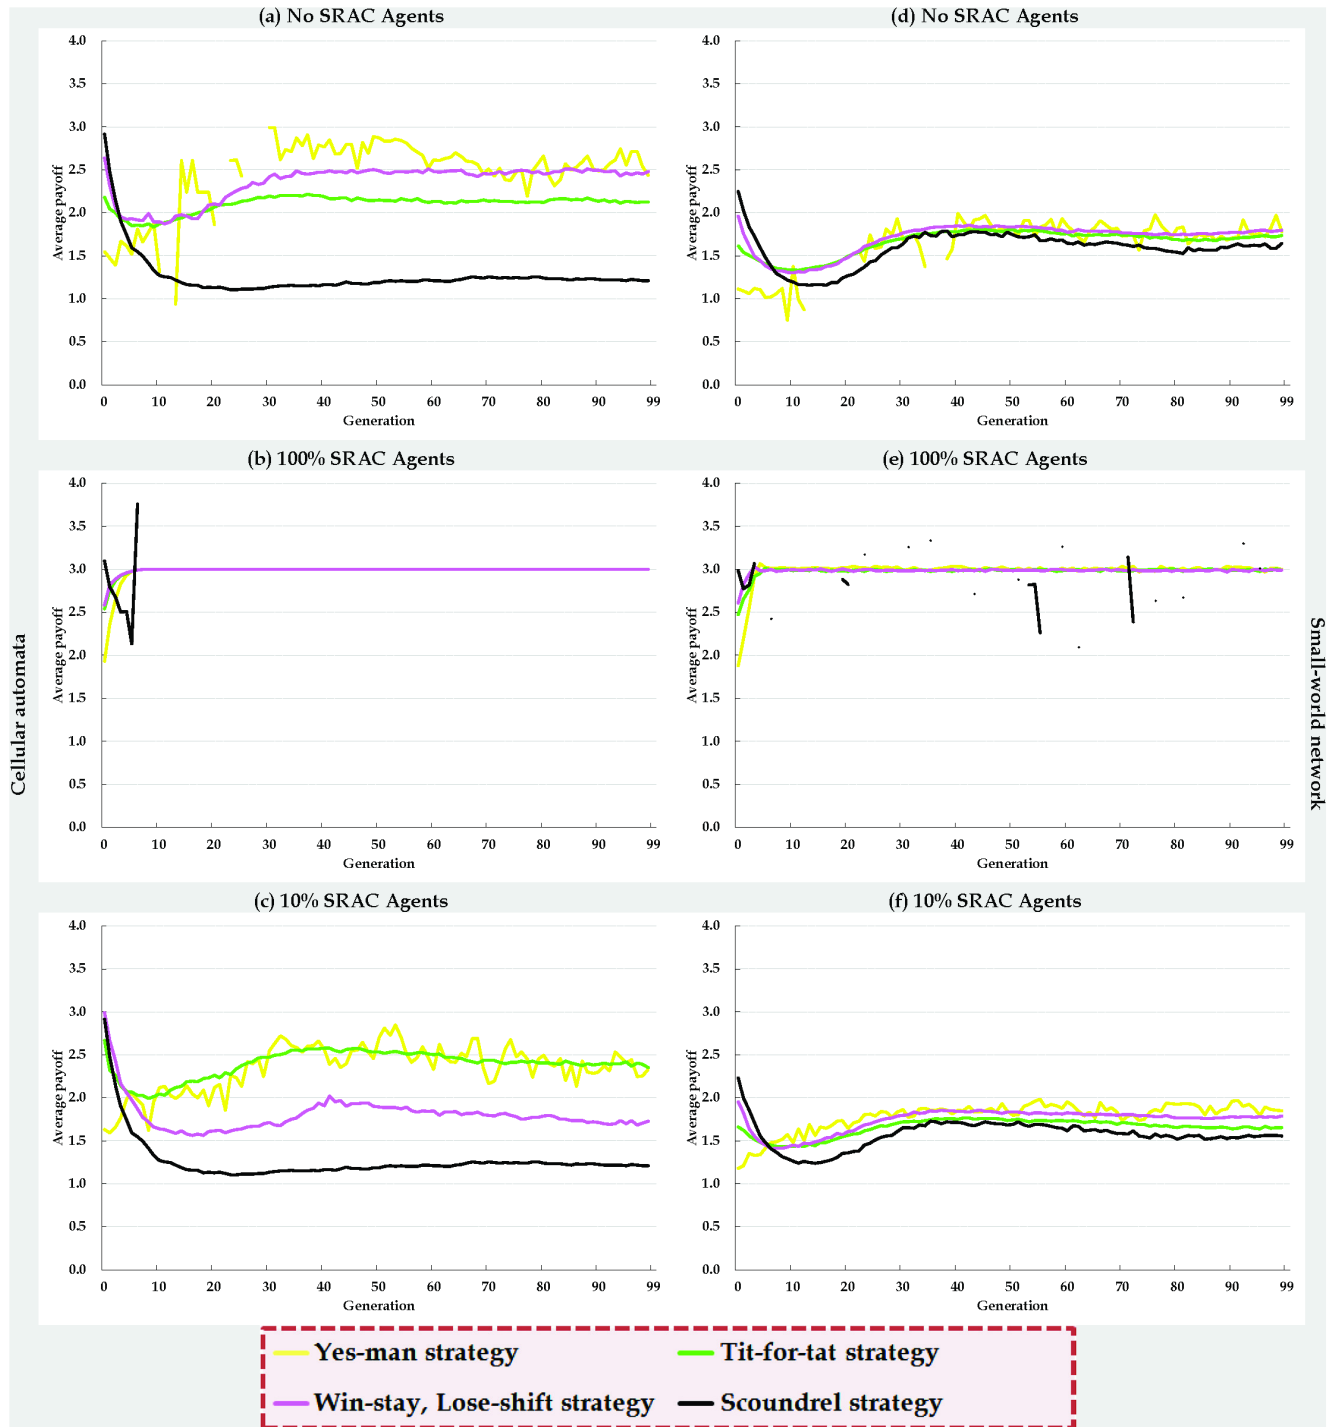 (a) No SRAC Agents
4.0
3.5
3.0
2.5
2.0
1.5
1.0
0.5
0.0
Average payoff
0 10 20 30 40 50 60 70 80 90 99
Generation
(d) No SRAC Agents
4.0
3.5
3.0
2.5
2.0
1.5
1.0
0.5
0.0
Average payoff
0 10 20 30 40 50 60 70 80 90 99
Generation
(b) 100% SRAC Agents
4.0
3.5
3.0
2.5
2.0
1.5
1.0
0.5
0.0
Average payoff
0 10 20 30 40 50 60 70 80 90 99
Generation
(e) 100% SRAC Agents
4.0
3.5
3.0
2.5
2.0
1.5
1.0
0.5
0.0
Average payoff
0 10 20 30 40 50 60 70 80 90 99
Generation
Cellular automata
Small-world network
(c) 10% SRAC Agents
4.0
3.5
3.0
2.5
2.0
1.5
1.0
0.5
0.0
Average payoff
0 10 20 30 40 50 60 70 80 90 99
Generation
(f) 10% SRAC Agents
4.0
3.5
3.0
2.5
2.0
1.5
1.0
0.5
0.0
Average payoff
0 10 20 30 40 50 60 70 80 90 99
Generation
Yes-man strategy
Tit-for-tat strategy
Win-stay, Lose-shift strategy
Scoundrel strategy